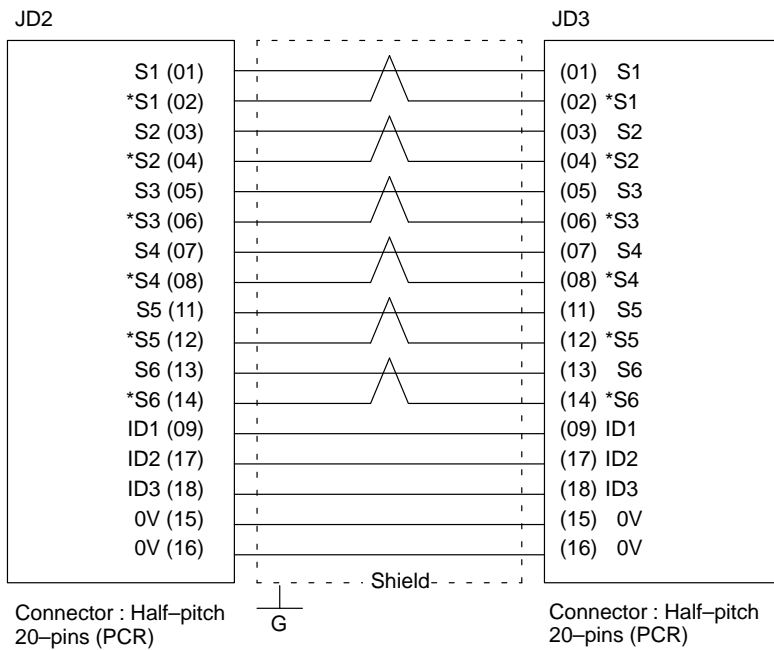 JD2 JD3
S1 (01) (01) S1
*S1 (02) (02) *S1
S2 (03) (03) S2
*S2 (04) (04) *S2
S3 (05) (05) S3
*S3 (06) (06) *S3
S4 (07) (07) S4
*S4 (08) (08) *S4
S5 (11) (11) S5
*S5 (12) (12) *S5
S6 (13) (13) S6
*S6 (14) (14) *S6
ID1 (09) (09) ID1
ID2 (17) (17) ID2
ID3 (18) (18) ID3
0V (15) (15) 0V
0V (16) (16) 0V
Shield
G
Connector : Half–pitch
20–pins (PCR)
Connector : Half–pitch
20–pins (PCR)